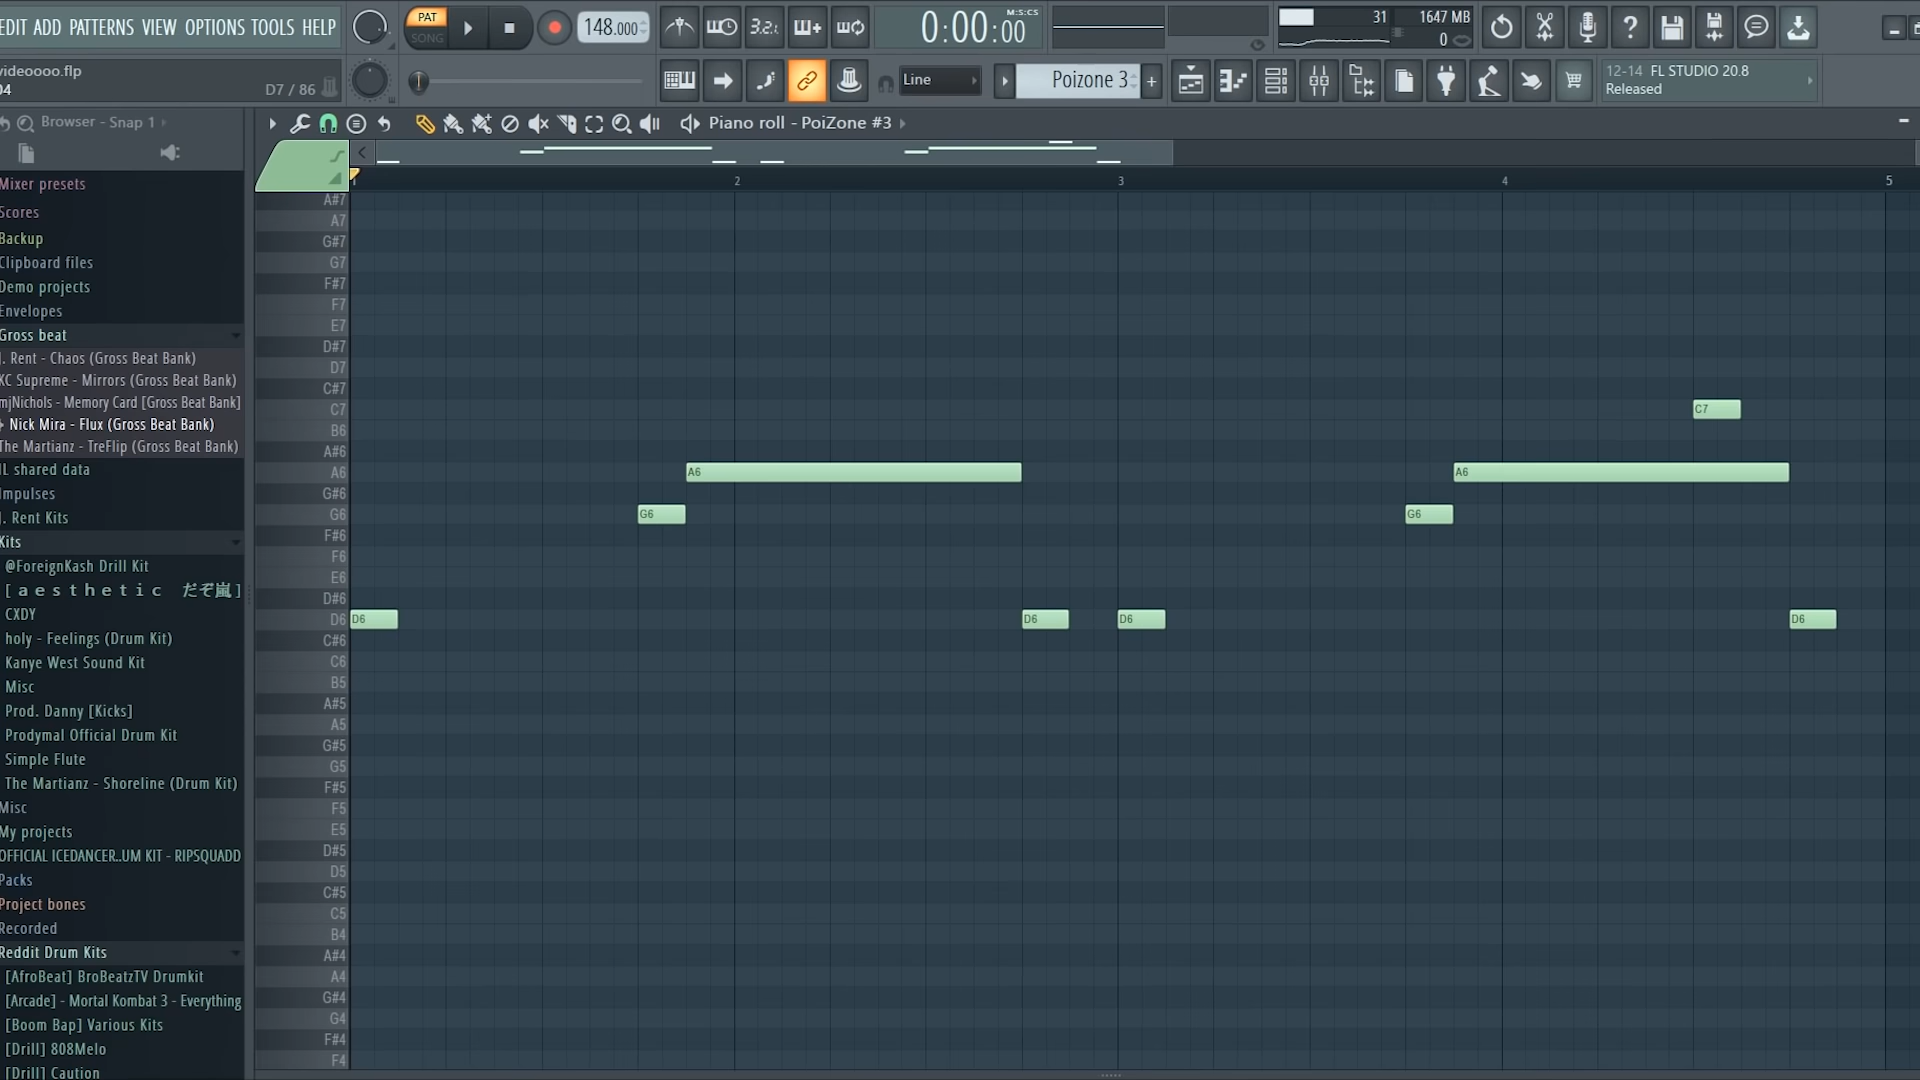 EDIT ADD PATTERNS VIEW OPTIONS TOOLS HELP
PAT
SONG
148.000
3.2.
0:00:00
M:S:CS
31
1647 MB
0
videoooo.flp
04
D7 / 86
Line
Poizone 3
+
12-14 FL STUDIO 20.8
Released
Browser - Snap 1
Piano roll - PoiZone #3
1
2
3
4
5
Mixer presets
Scores
Backup
Clipboard files
Demo projects
Envelopes
Gross beat
J. Rent - Chaos (Gross Beat Bank)
KC Supreme - Mirrors (Gross Beat Bank)
mjNichols - Memory Card [Gross Beat Bank]
Nick Mira - Flux (Gross Beat Bank)
The Martianz - TreFlip (Gross Beat Bank)
IL shared data
Impulses
J. Rent Kits
Kits
@ForeignKash Drill Kit
[ a e s t h e t i c だぞ嵐 ]
CXDY
holy - Feelings (Drum Kit)
Kanye West Sound Kit
Misc
Prod. Danny [Kicks]
Prodymal Official Drum Kit
Simple Flute
The Martianz - Shoreline (Drum Kit)
Misc
My projects
OFFICIAL ICEDANCER..UM KIT - RIPSQUADD
Packs
Project bones
Recorded
Reddit Drum Kits
[AfroBeat] BroBeatzTV Drumkit
[Arcade] - Mortal Kombat 3 - Everything
[Boom Bap] Various Kits
[Drill] 808Melo
[Drill] Caution
A#7
A7
G#7
G7
F#7
F7
E7
D#7
D7
C#7
C7
C7
B6
A#6
A6
A6
A6
G#6
G6
G6
G6
F#6
F6
E6
D#6
D6
D6
D6
D6
D6
C#6
C6
B5
A#5
A5
G#5
G5
F#5
F5
E5
D#5
D5
C#5
C5
B4
A#4
A4
G#4
G4
F#4
F4